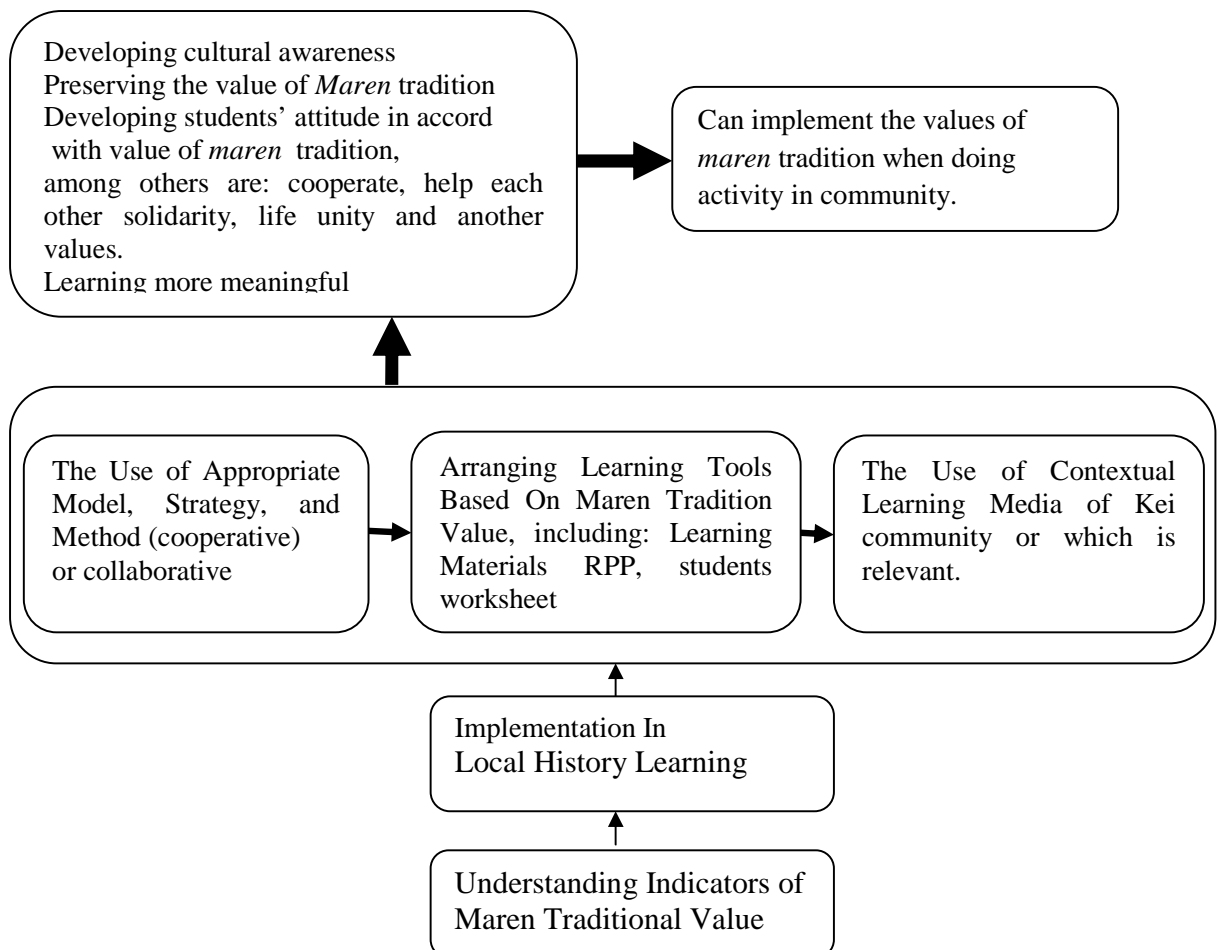 Developing cultural awareness
Preserving the value of Maren tradition
Developing students’ attitude in accord
with value of maren tradition,
among others are: cooperate, help each
other solidarity, life unity and another
values.
Learning more meaningful
Can implement the values of
maren tradition when doing
activity in community.
The Use of Appropriate
Model, Strategy, and
Method (cooperative)
or collaborative
Arranging Learning Tools
Based On Maren Tradition
Value, including: Learning
Materials RPP, students
worksheet
The Use of Contextual
Learning Media of Kei
community or which is
relevant.
Implementation In
Local History Learning
Understanding Indicators of
Maren Traditional Value